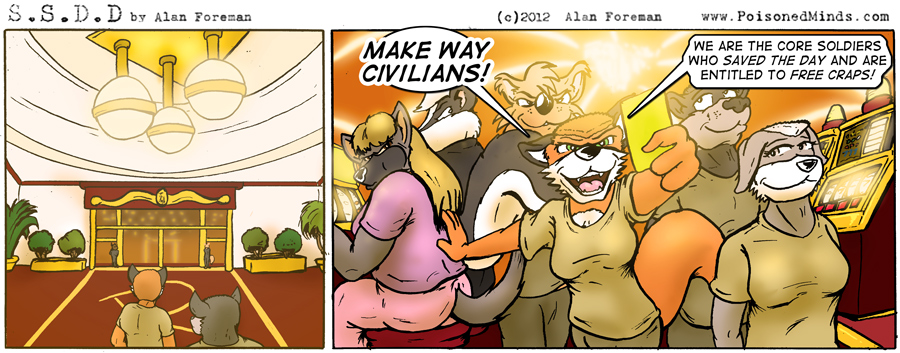 S.S.D.D by Alan Foreman (c)2012 Alan Foreman www.PoisonedMinds.com
MAKE WAY
CIVILIANS!
WE ARE THE CORE SOLDIERS
WHO SAVED THE DAY AND ARE
ENTITLED TO FREE CRAPS!